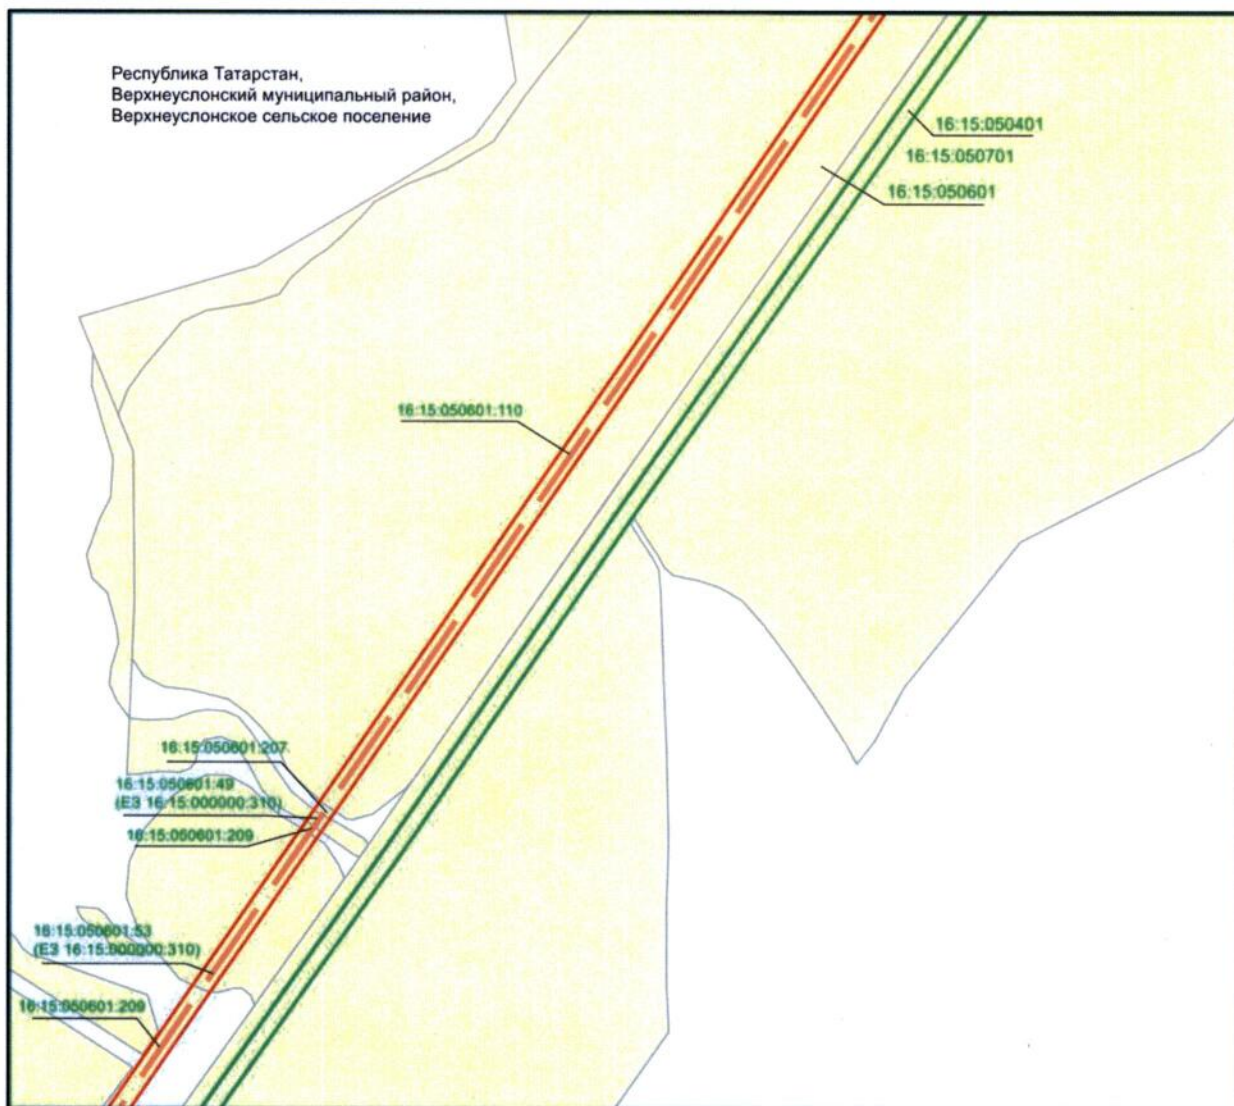 Республика Татарстан,
Верхнеуслонский муниципальный район,
Верхнеуслонское сельское поселение
16:15:050401
16:15:050701
16:15:050601
16:15:050601:110
16:15:050601:207
16:15:050601:49
(ЕЗ 16:15:000000:310)
16:15:050601:209
16:15:050601:53
(ЕЗ 16:15:000000:310)
16:15:050601:209